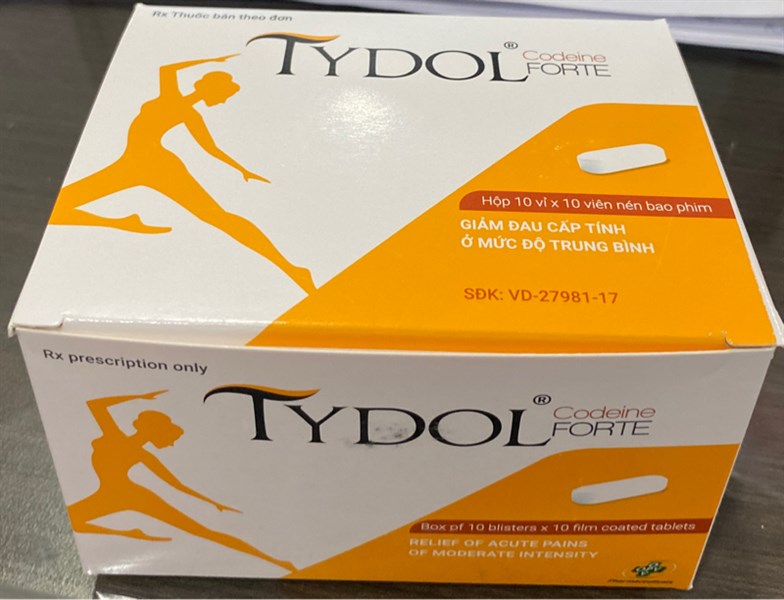 Rx Thuốc bán theo đơn
TYDOL® Codeine
FORTE
Hộp 10 vỉ x 10 viên nén bao phim
GIẢM ĐAU CẤP TÍNH
Ở MỨC ĐỘ TRUNG BÌNH
SĐK: VD-27981-17
Rx prescription only
TYDOL® Codeine
FORTE
Box pf 10 blisters x 10 film coated tablets
RELIEF OF ACUTE PAINS
OF MODERATE INTENSITY